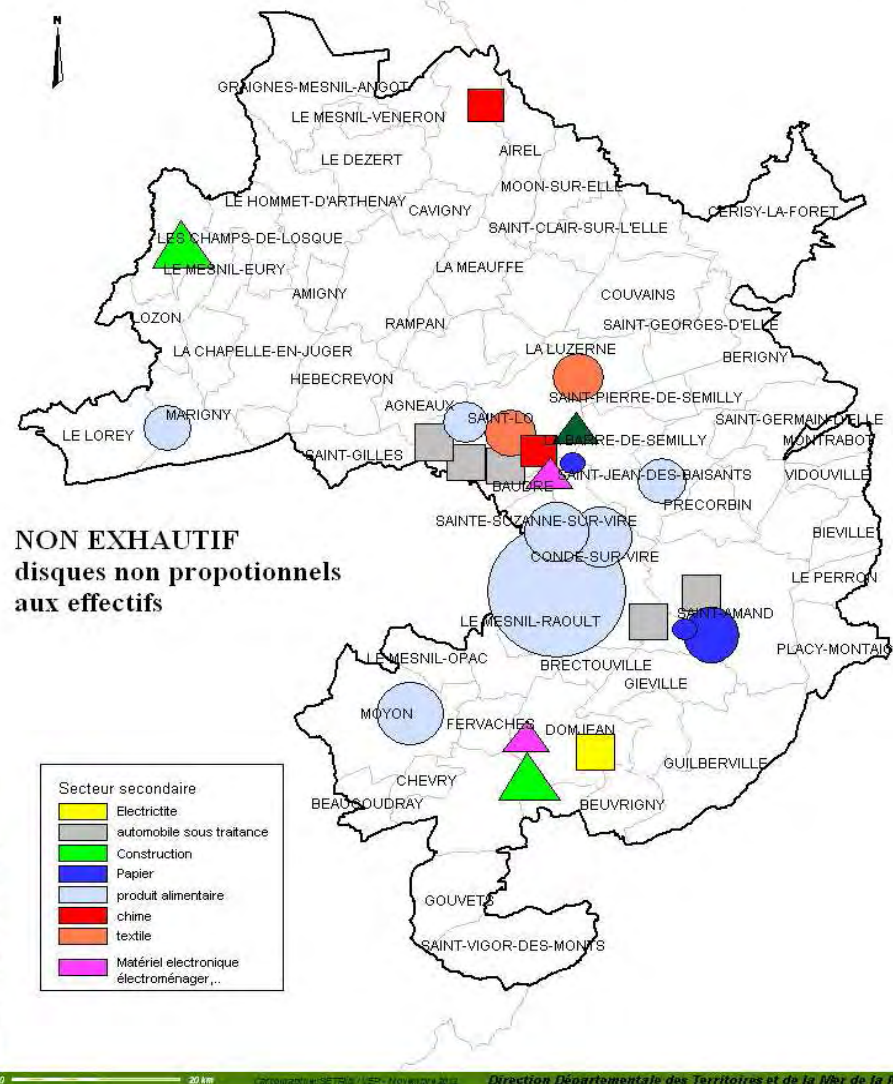 N
GRAIGNES-MESNIL-ANGOT
LE MESNIL-VENERON
AIREL
LE DEZERT
MOON-SUR-ELLE
LE HOMMET-D'ARTHENAY
CAVIGNY
CERISY-LA-FORET
SAINT-CLAIR-SUR-L'ELLE
LES CHAMPS-DE-LOSQUE
LE MESNIL-EURY
LA MEAUFFE
AMIGNY
COUVAINS
LOZON
RAMPAN
SAINT-GEORGES-D'ELLE
LA CHAPELLE-EN-JUGER
LA LUZERNE
BERIGNY
HEBECREVON
SAINT-PIERRE-DE-SEMILLY
AGNEAUX
MARIGNY
SAINT-LO
SAINT-GERMAIN-D'ELLE
LE LOREY
LA BARRE-DE-SEMILLY
MONTRABOT
SAINT-GILLES
SAINT-JEAN-DES-BAISANTS
VIDOUVILLE
BAUDRE
PRECORBIN
SAINTE-SUZANNE-SUR-VIRE
BIEVILLE
NON EXHAUTIF
disques non propotionnels
aux effectifs
CONDE-SUR-VIRE
LE PERRON
LE MESNIL-RAOULT
SAINT-AMAND
PLACY-MONTAIG
LE MESNIL-OPAC
BRECTOUVILLE
GIEVILLE
MOYON
FERVACHES
DOMJEAN
GUILBERVILLE
CHEVRY
BEAUCOUDRAY
BEUVRIGNY
GOUVETS
SAINT-VIGOR-DES-MONTS
Secteur secondaire
Electrictite
automobile sous traitance
Construction
Papier
produit alimentaire
chime
textile
Matériel electronique
électroménager,..
0 20 km
Direction Départementale des Territoires et de la Mer de la